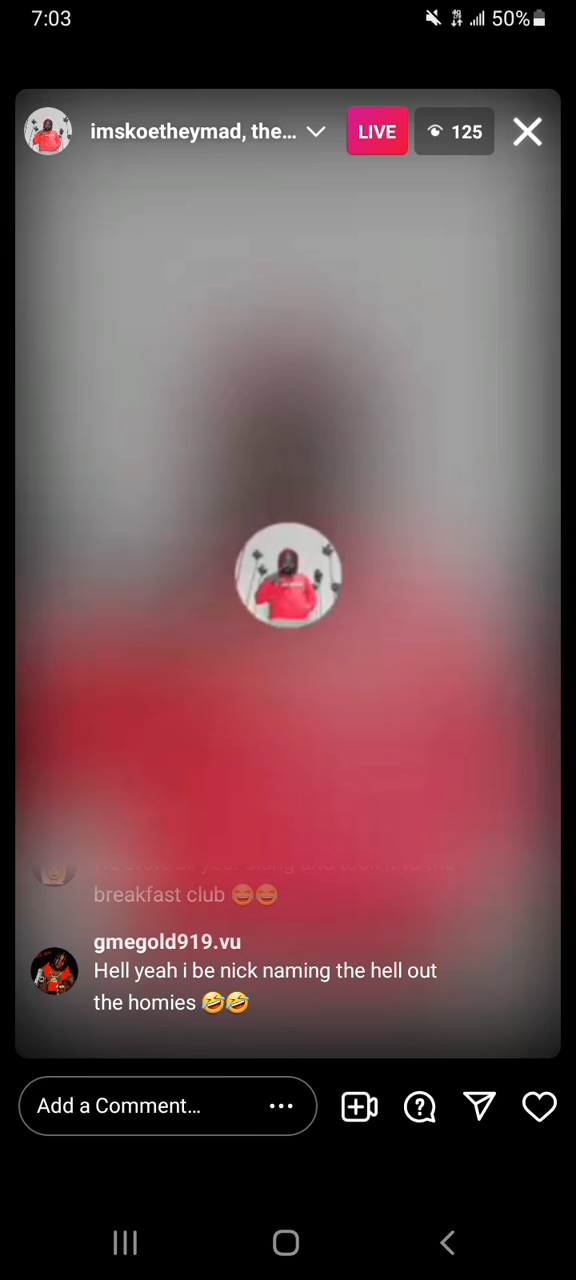 7:03
50%
imskoetheymad, the...
LIVE
125
breakfast club 😄😄
gmegold919.vu
Hell yeah i be nick naming the hell out
the homies 🤣🤣
Add a Comment...